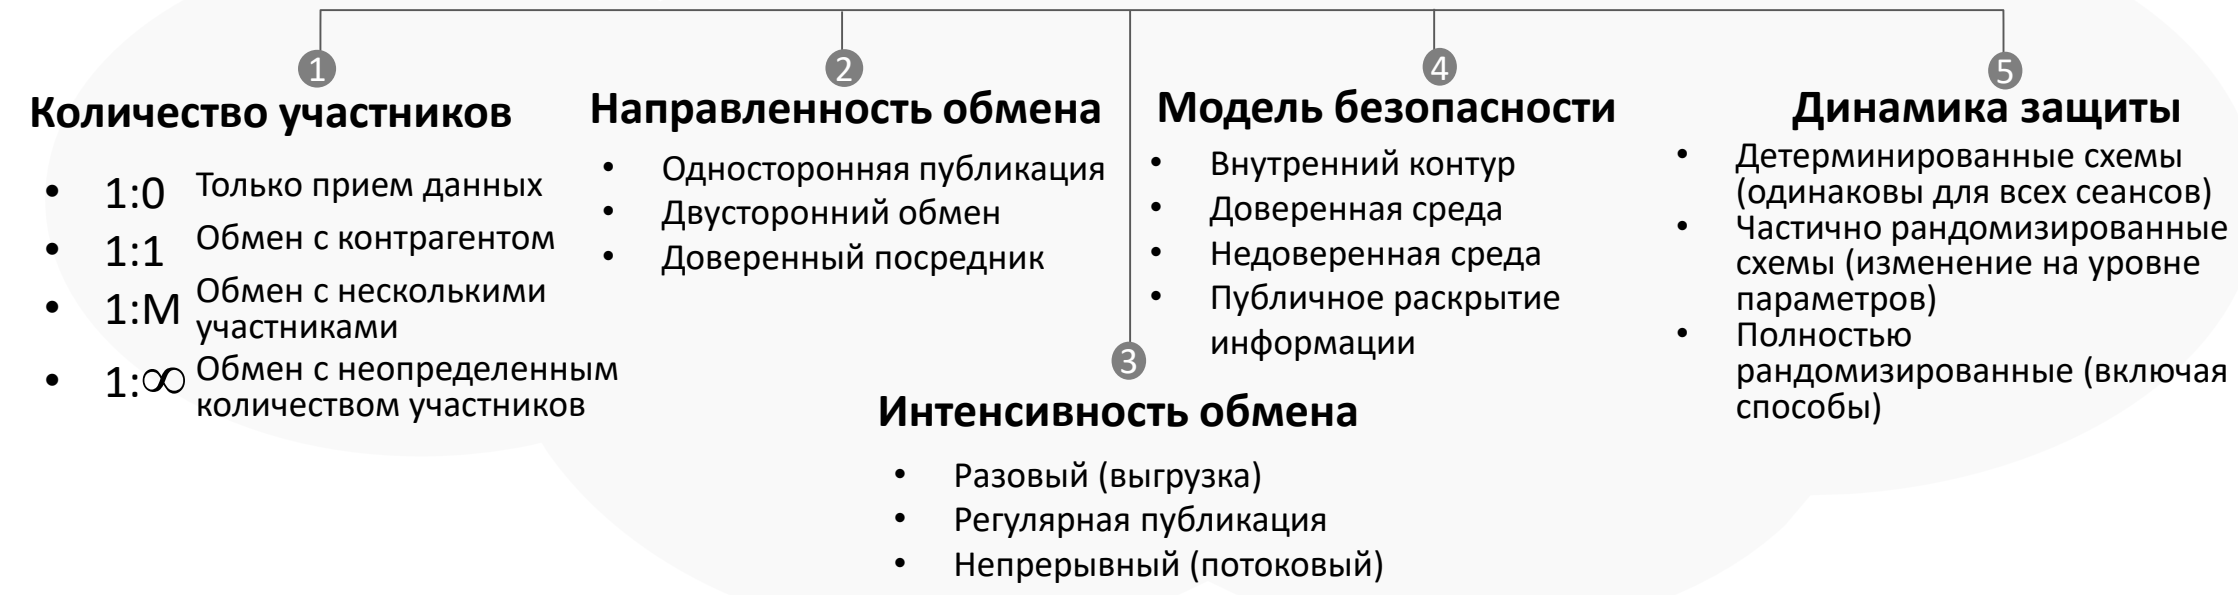 1
Количество участников
• 1:0 Только прием данных
• 1:1 Обмен с контрагентом
• 1:M Обмен с несколькими
участниками
• 1:∞ Обмен с неопределенным
количеством участников
2
Направленность обмена
• Односторонняя публикация
• Двусторонний обмен
• Доверенный посредник
3
Интенсивность обмена
• Разовый (выгрузка)
• Регулярная публикация
• Непрерывный (потоковый)
4
Модель безопасности
• Внутренний контур
• Доверенная среда
• Недоверенная среда
• Публичное раскрытие
информации
5
Динамика защиты
• Детерминированные схемы
(одинаковы для всех сеансов)
• Частично рандомизированные
схемы (изменение на уровне
параметров)
• Полностью
рандомизированные (включая
способы)